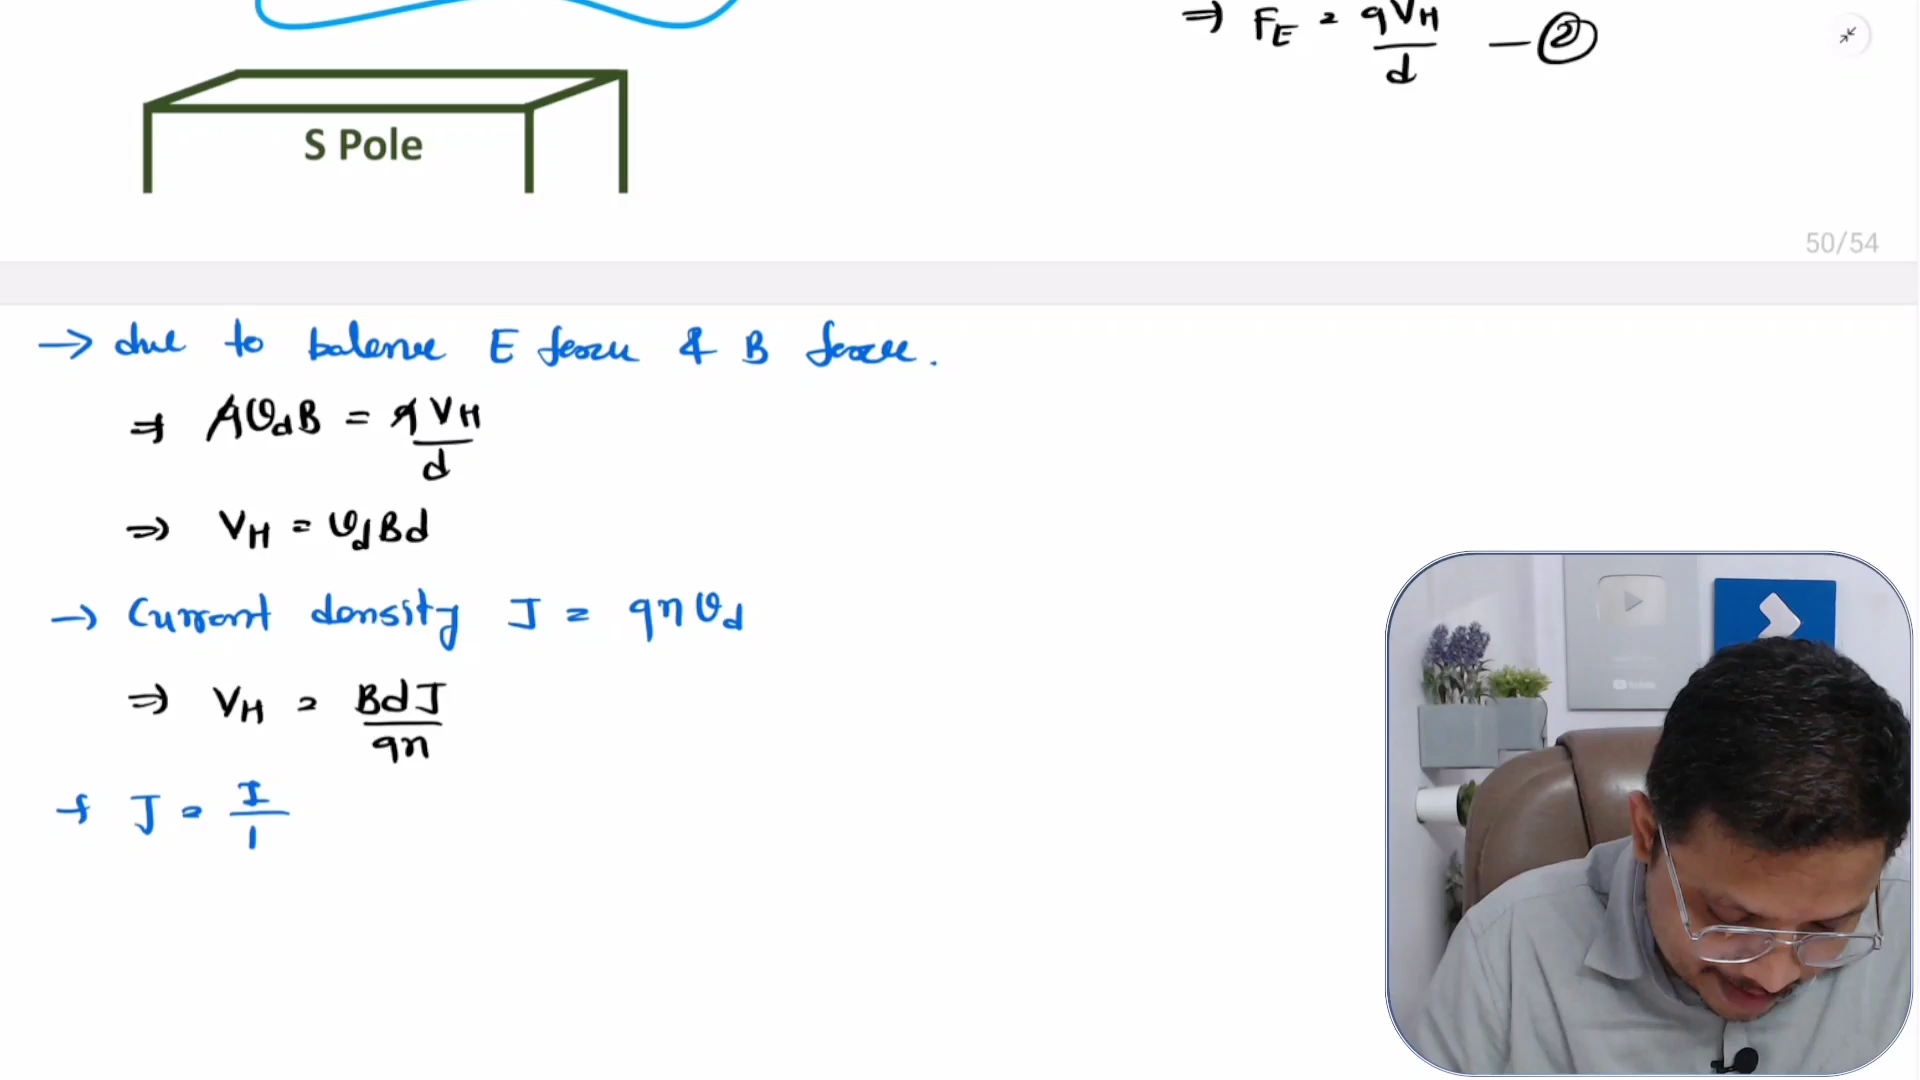 ⇒ F_E = qV_H/d — ②
S Pole
50/54
→ due to balance E force & B force.
⇒ qv_dB = qV_H/d
⇒ V_H = v_dBd
→ Current density J = qnv_d
⇒ V_H = BdJ/qn
→ J = I/